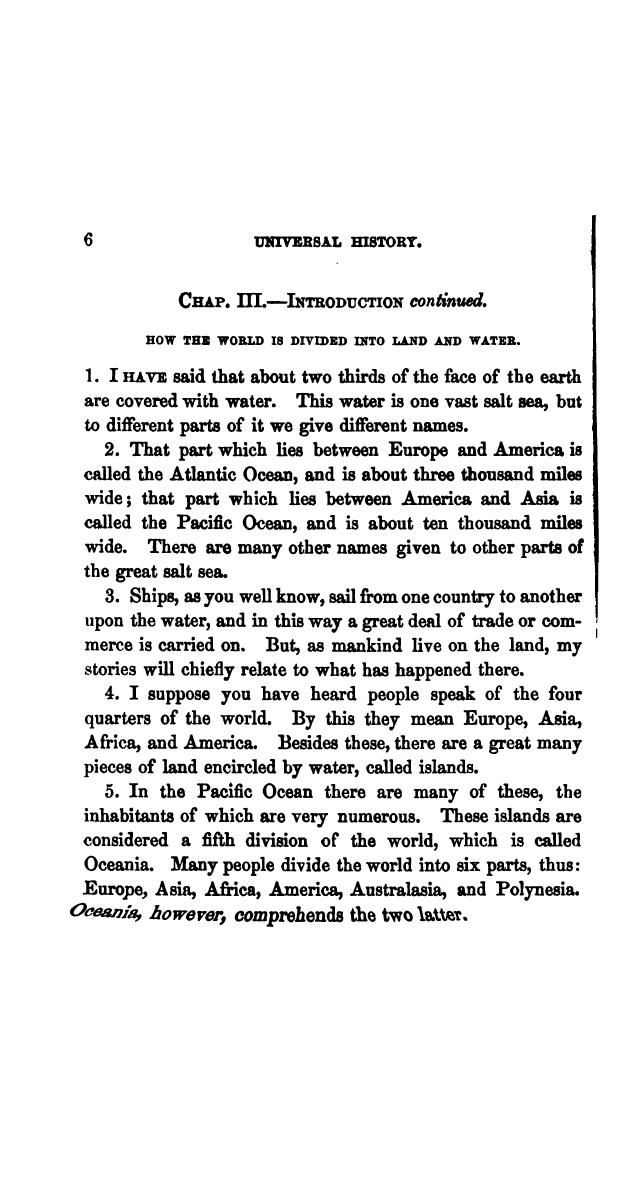 6 UNIVERSAL HISTORY.
CHAP. III.—INTRODUCTION continued.
HOW THE WORLD IS DIVIDED INTO LAND AND WATER.
1. I HAVE said that about two thirds of the face of the earth
are covered with water. This water is one vast salt sea, but
to different parts of it we give different names.
2. That part which lies between Europe and America is
called the Atlantic Ocean, and is about three thousand miles
wide; that part which lies between America and Asia is
called the Pacific Ocean, and is about ten thousand miles
wide. There are many other names given to other parts of
the great salt sea.
3. Ships, as you well know, sail from one country to another
upon the water, and in this way a great deal of trade or com-
merce is carried on. But, as mankind live on the land, my
stories will chiefly relate to what has happened there.
4. I suppose you have heard people speak of the four
quarters of the world. By this they mean Europe, Asia,
Africa, and America. Besides these, there are a great many
pieces of land encircled by water, called islands.
5. In the Pacific Ocean there are many of these, the
inhabitants of which are very numerous. These islands are
considered a fifth division of the world, which is called
Oceania. Many people divide the world into six parts, thus:
Europe, Asia, Africa, America, Australasia, and Polynesia.
Oceania, however, comprehends the two latter.